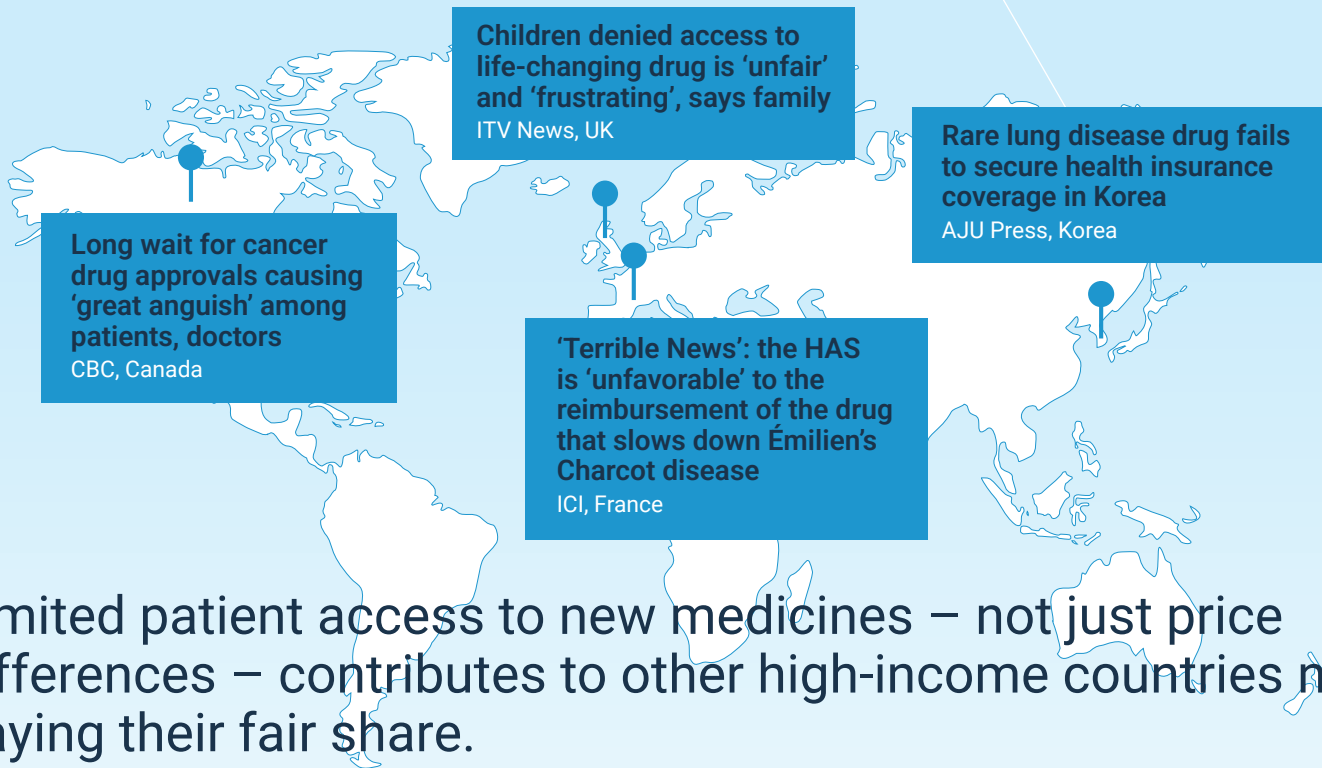 Children denied access to
life-changing drug is ‘unfair’
and ‘frustrating’, says family
ITV News, UK
Rare lung disease drug fails
to secure health insurance
coverage in Korea
AJU Press, Korea
Long wait for cancer
drug approvals causing
‘great anguish’ among
patients, doctors
CBC, Canada
‘Terrible News’: the HAS
is ‘unfavorable’ to the
reimbursement of the drug
that slows down Émilien’s
Charcot disease
ICI, France
mited patient access to new medicines – not just price
fferences – contributes to other high-income countries
aying their fair share.